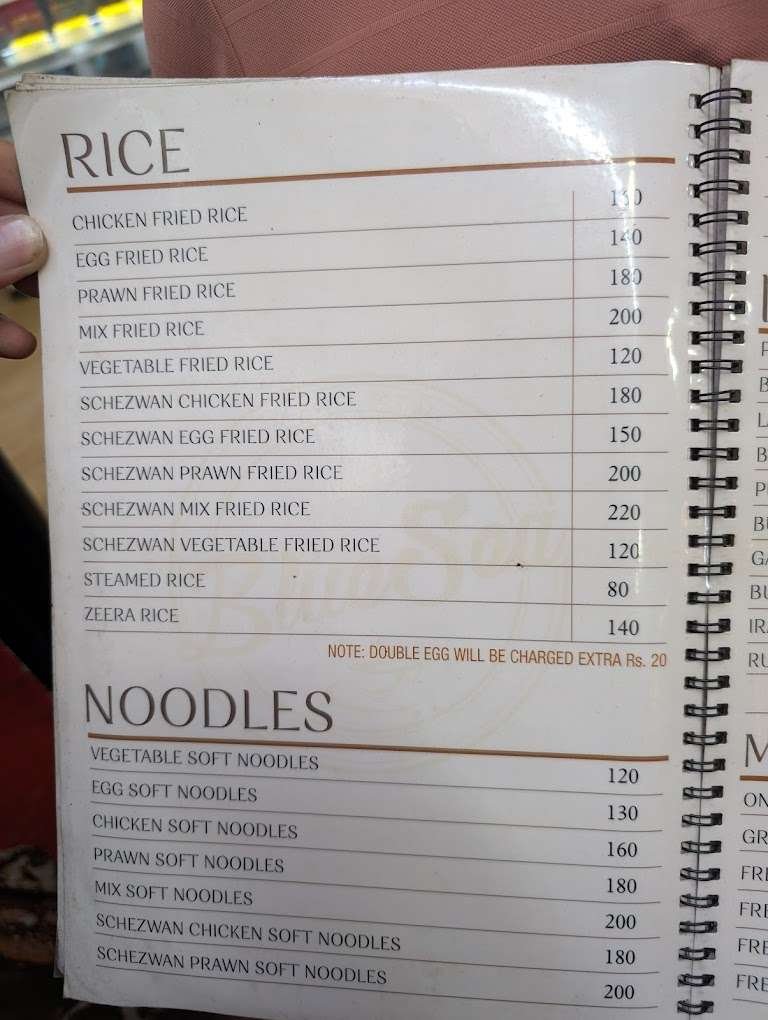 RICE
CHICKEN FRIED RICE
EGG FRIED RICE 140
PRAWN FRIED RICE 180
MIX FRIED RICE 200
VEGETABLE FRIED RICE 120
SCHEZWAN CHICKEN FRIED RICE 180
SCHEZWAN EGG FRIED RICE 150
SCHEZWAN PRAWN FRIED RICE 200
SCHEZWAN MIX FRIED RICE 220
SCHEZWAN VEGETABLE FRIED RICE 120
STEAMED RICE 80
ZEERA RICE 140
NOTE: DOUBLE EGG WILL BE CHARGED EXTRA Rs. 20
Blue Sea
NOODLES
VEGETABLE SOFT NOODLES 120
EGG SOFT NOODLES 130
CHICKEN SOFT NOODLES 160
PRAWN SOFT NOODLES 180
MIX SOFT NOODLES 200
SCHEZWAN CHICKEN SOFT NOODLES 180
SCHEZWAN PRAWN SOFT NOODLES 200